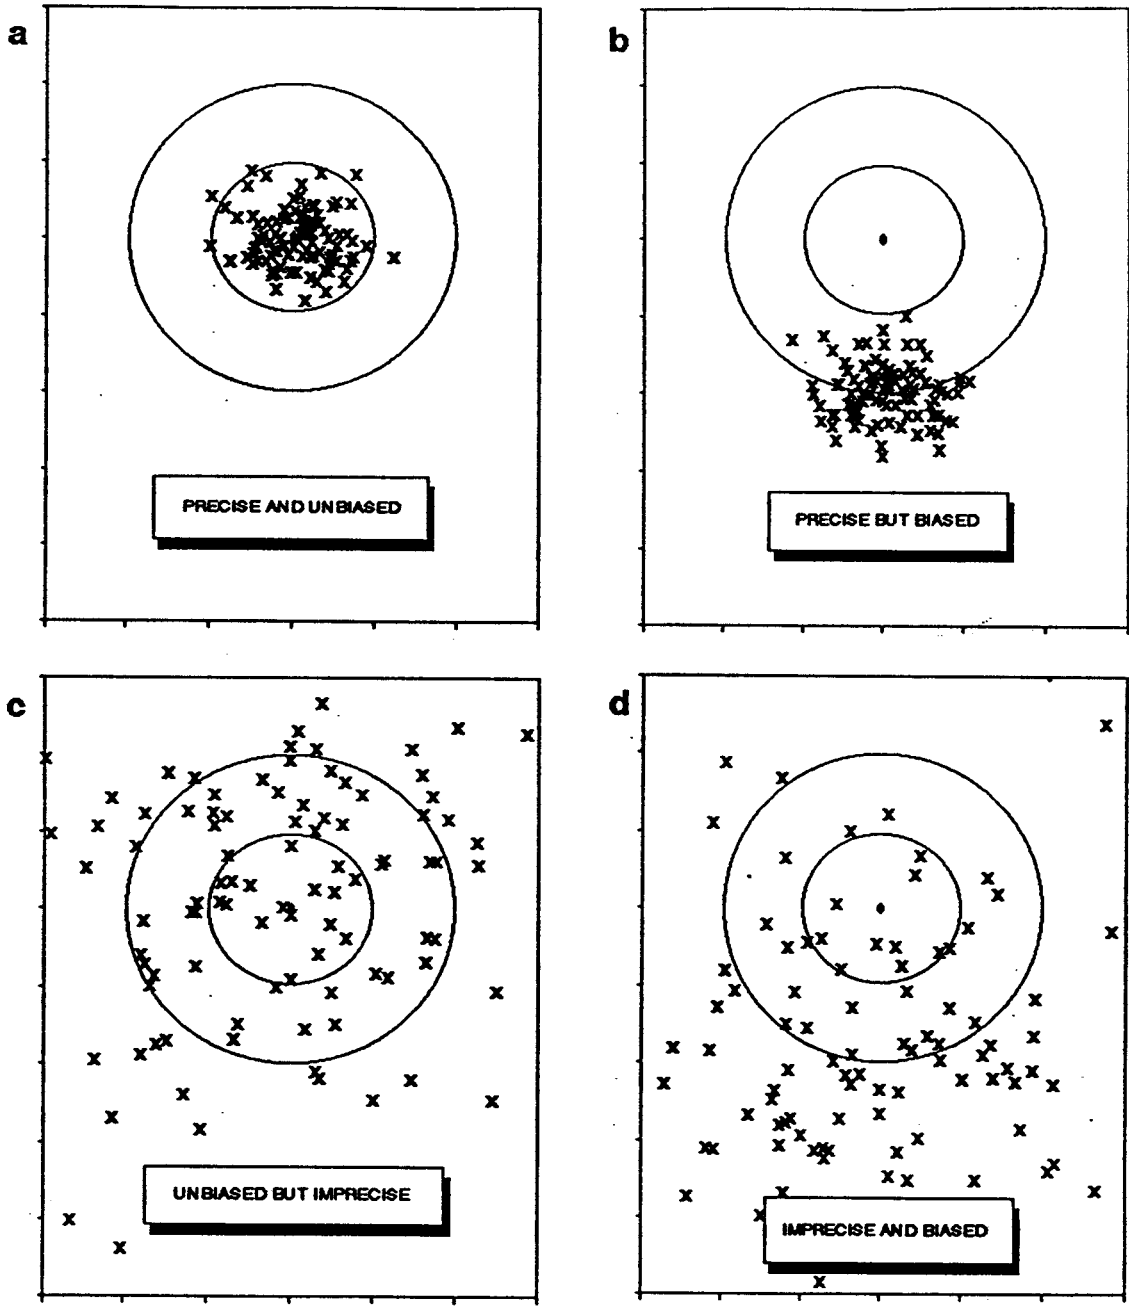 a
b
PRECISE AND UNBIASED
PRECISE BUT BIASED
c
d
UNBIASED BUT IMPRECISE
IMPRECISE AND BIASED